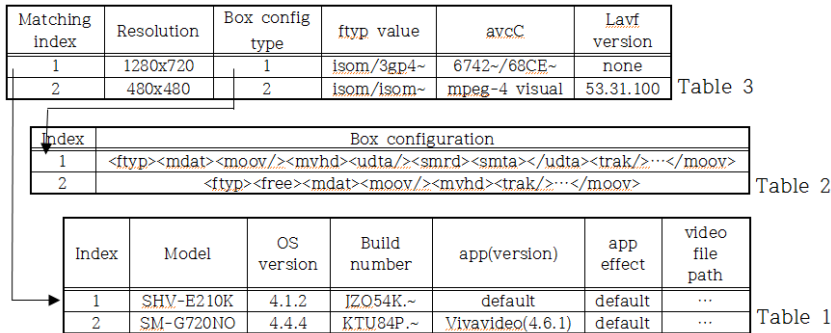 Matching index Resolution Box config type ftyp value avcC Lavf version
1 1280x720 1 isom/3gp4~ 6742~/68CE~ none
2 480x480 2 isom/isom~ mpeg-4 visual 53.31.100
Table 3
Index Box configuration
1 <ftyp><mdat><moov/><mvhd><udta/><smrd><smta></udta><trak/>⋯</moov>
2 <ftyp><free><mdat><moov/><mvhd><trak/>⋯</moov>
Table 2
Index Model OS version Build number app(version) app effect video file path
1 SHV-E210K 4.1.2 JZO54K.~ default default ⋯
2 SM-G720NO 4.4.4 KTU84P.~ Vivavideo(4.6.1) default ⋯
Table 1